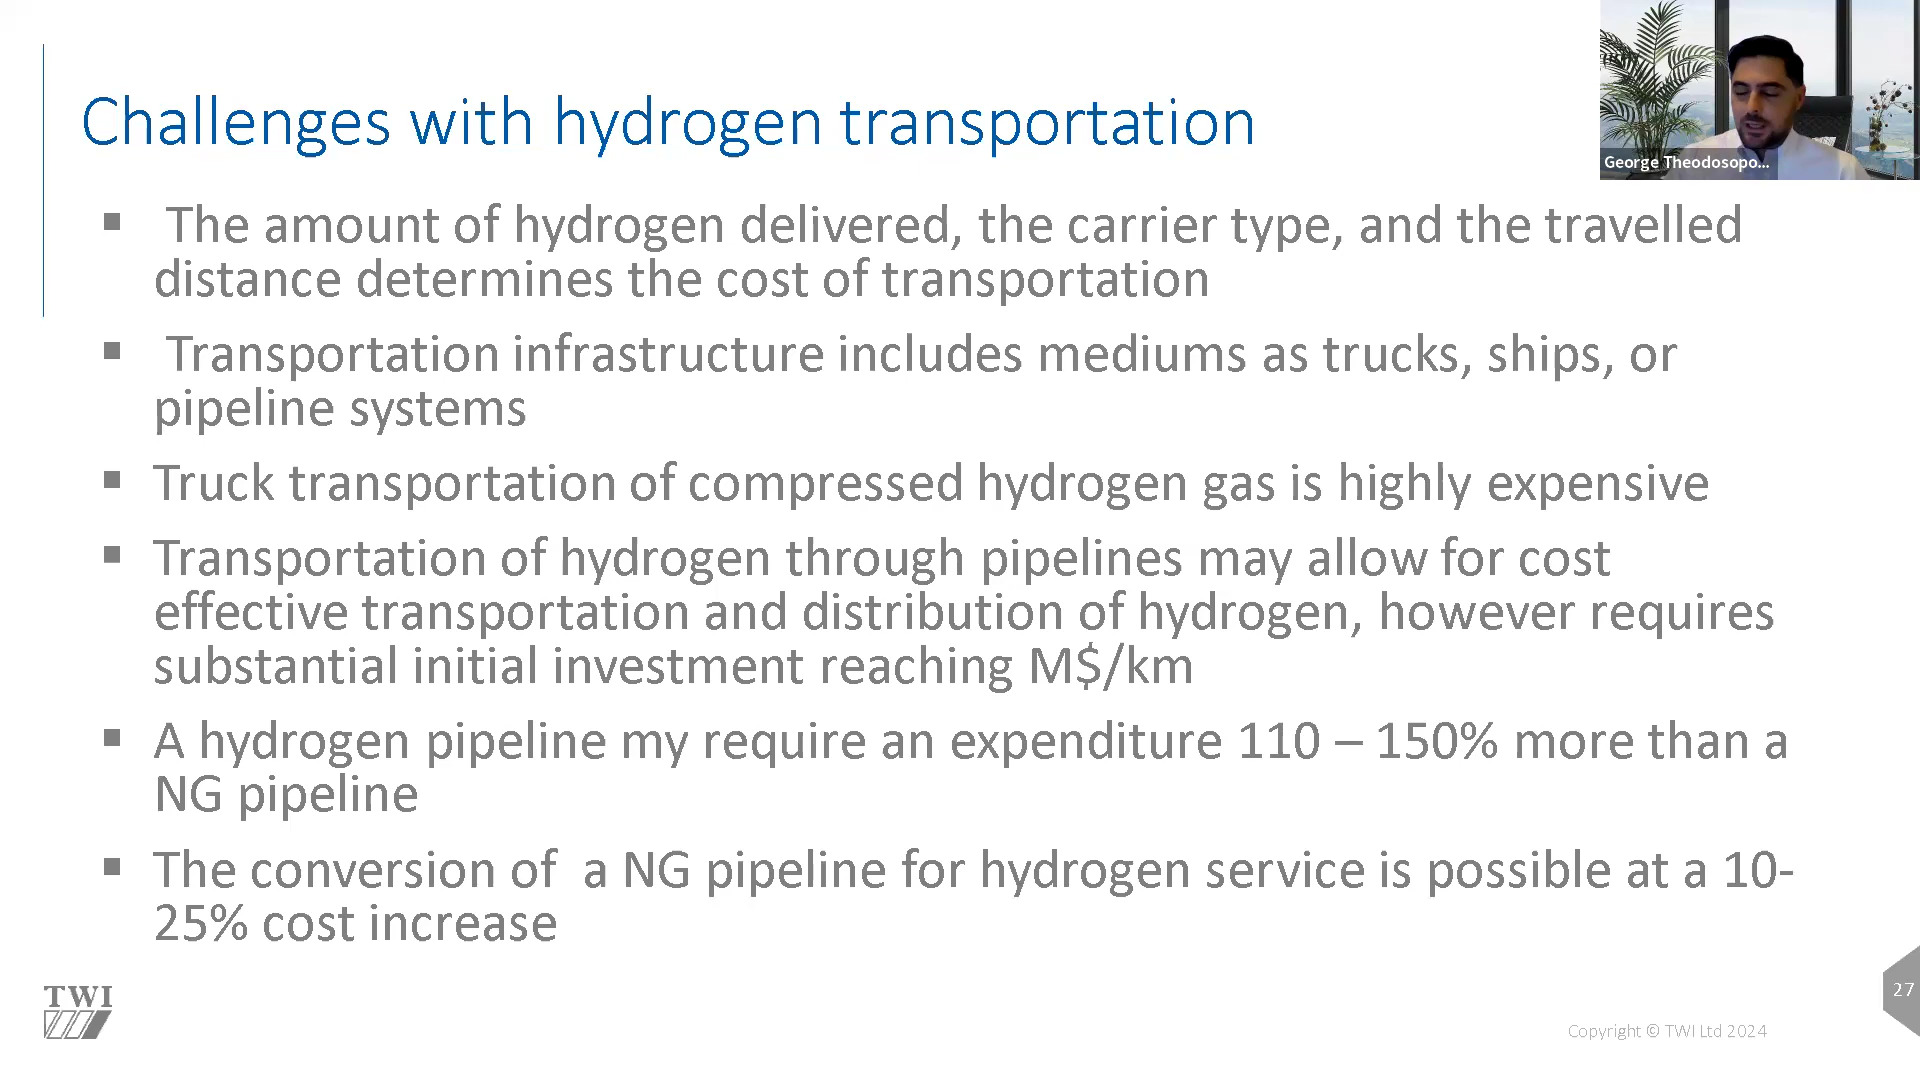 Challenges with hydrogen transportation
George Theodosopo...
▪ The amount of hydrogen delivered, the carrier type, and the travelled
distance determines the cost of transportation
▪ Transportation infrastructure includes mediums as trucks, ships, or
pipeline systems
▪ Truck transportation of compressed hydrogen gas is highly expensive
▪ Transportation of hydrogen through pipelines may allow for cost
effective transportation and distribution of hydrogen, however requires
substantial initial investment reaching M$/km
▪ A hydrogen pipeline my require an expenditure 110 – 150% more than a
NG pipeline
▪ The conversion of a NG pipeline for hydrogen service is possible at a 10-
25% cost increase
TWI
27
Copyright © TWI Ltd 2024